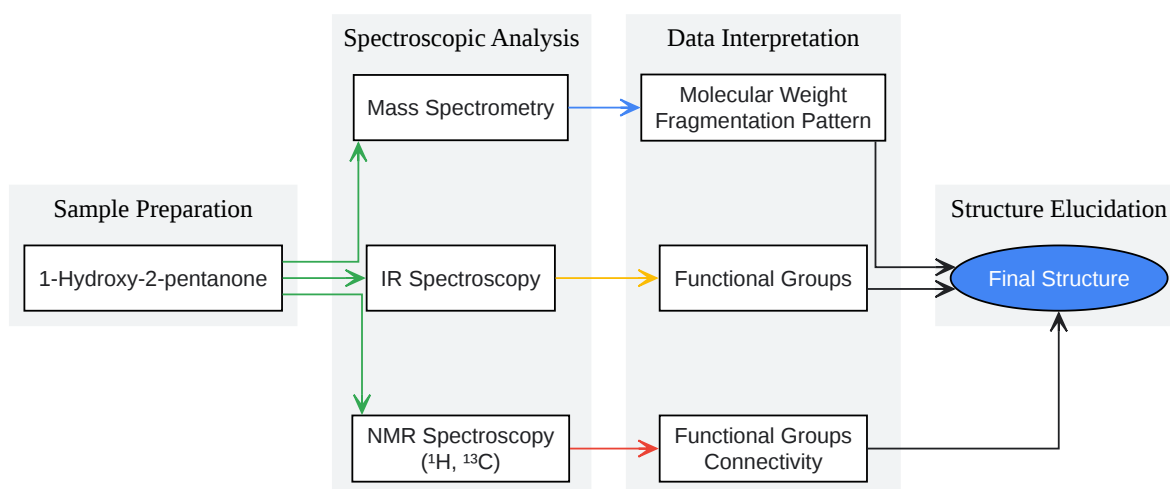 Spectroscopic Analysis
Data Interpretation
Mass Spectrometry
Molecular Weight
Fragmentation Pattern
Sample Preparation
Structure Elucidation
1-Hydroxy-2-pentanone
IR Spectroscopy
Functional Groups
Final Structure
NMR Spectroscopy
(¹H, ¹³C)
Functional Groups
Connectivity